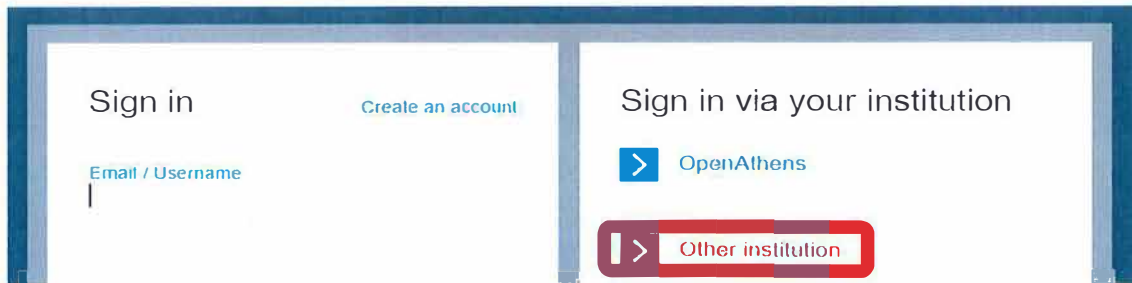 Sign in
Create an account
Email / Username
Sign in via your institution
OpenAthens
Other institution